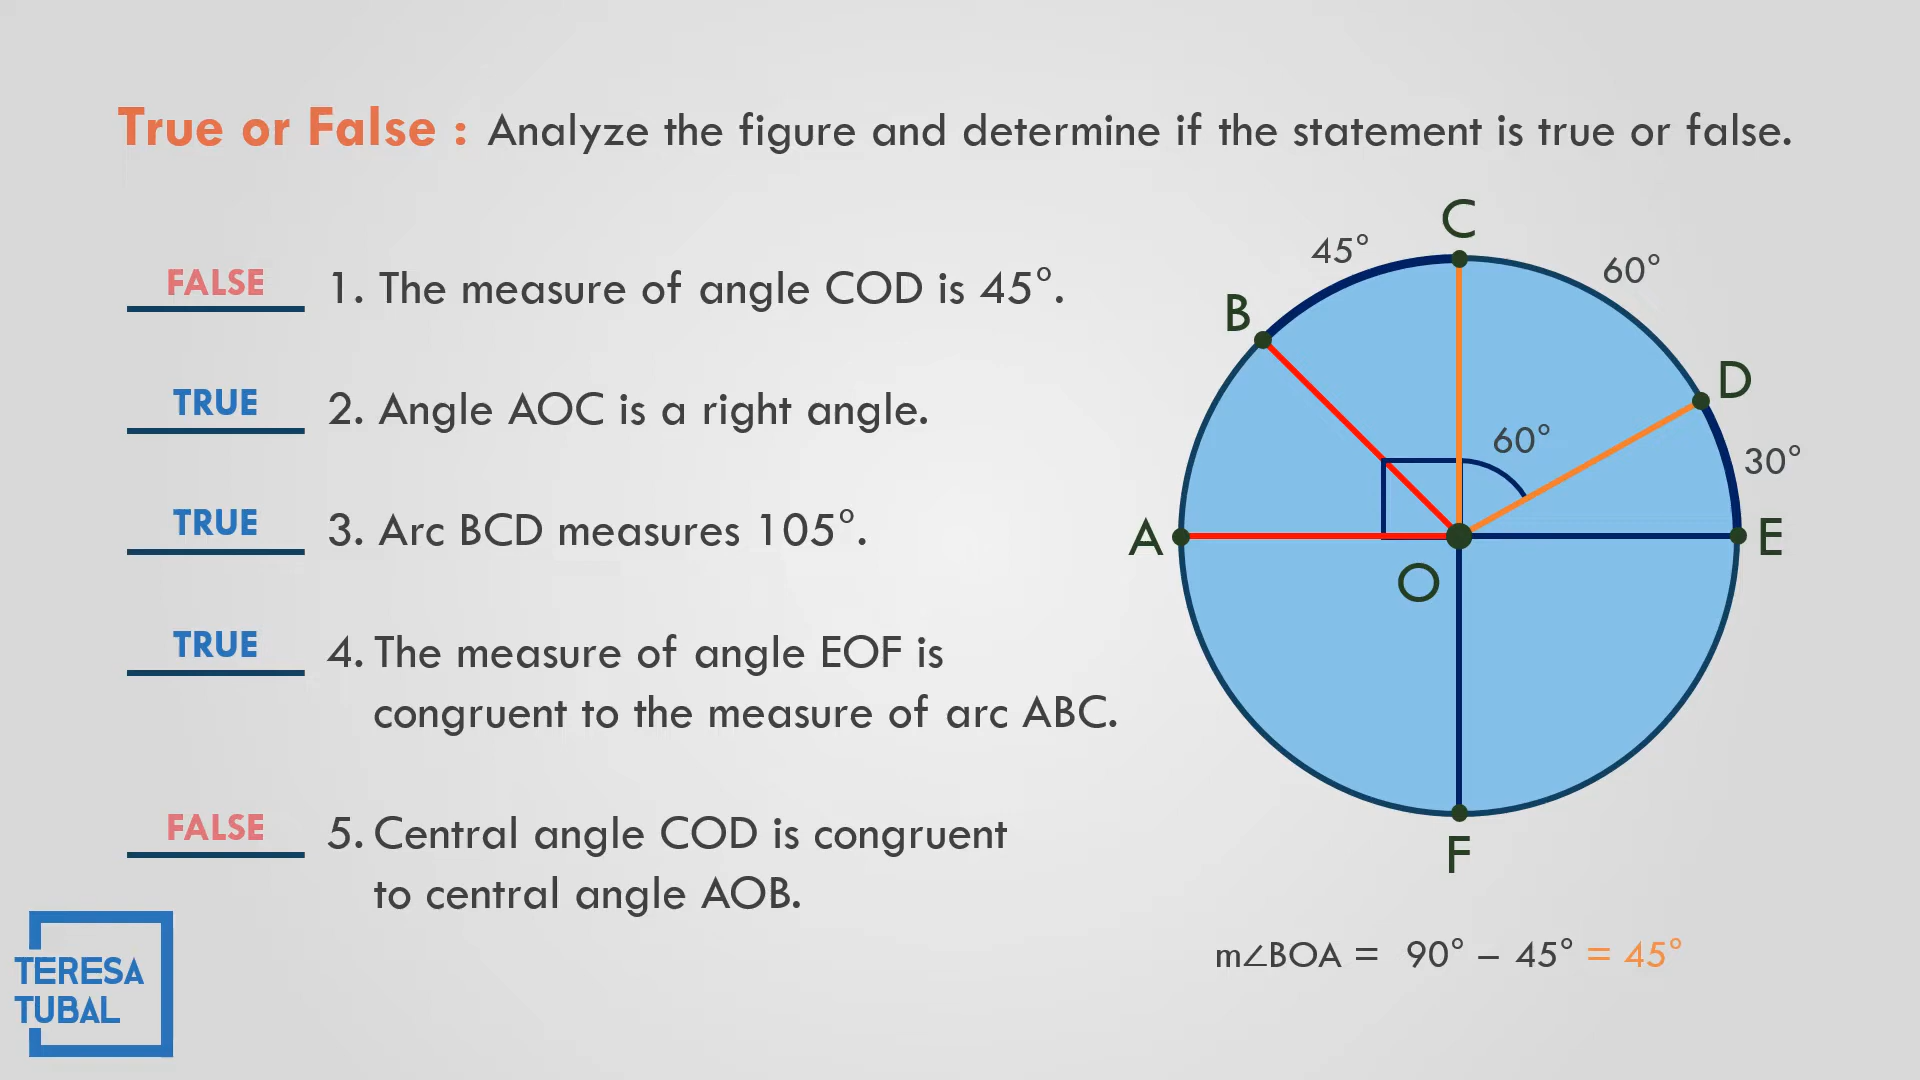 True or False : Analyze the figure and determine if the statement is true or false.
FALSE 1. The measure of angle COD is 45°.
TRUE 2. Angle AOC is a right angle.
TRUE 3. Arc BCD measures 105°.
TRUE 4. The measure of angle EOF is
congruent to the measure of arc ABC.
FALSE 5. Central angle COD is congruent
to central angle AOB.
C
45°
60°
B
D
60°
30°
A
E
O
F
m∠BOA = 90° – 45° = 45°
TERESA
TUBAL